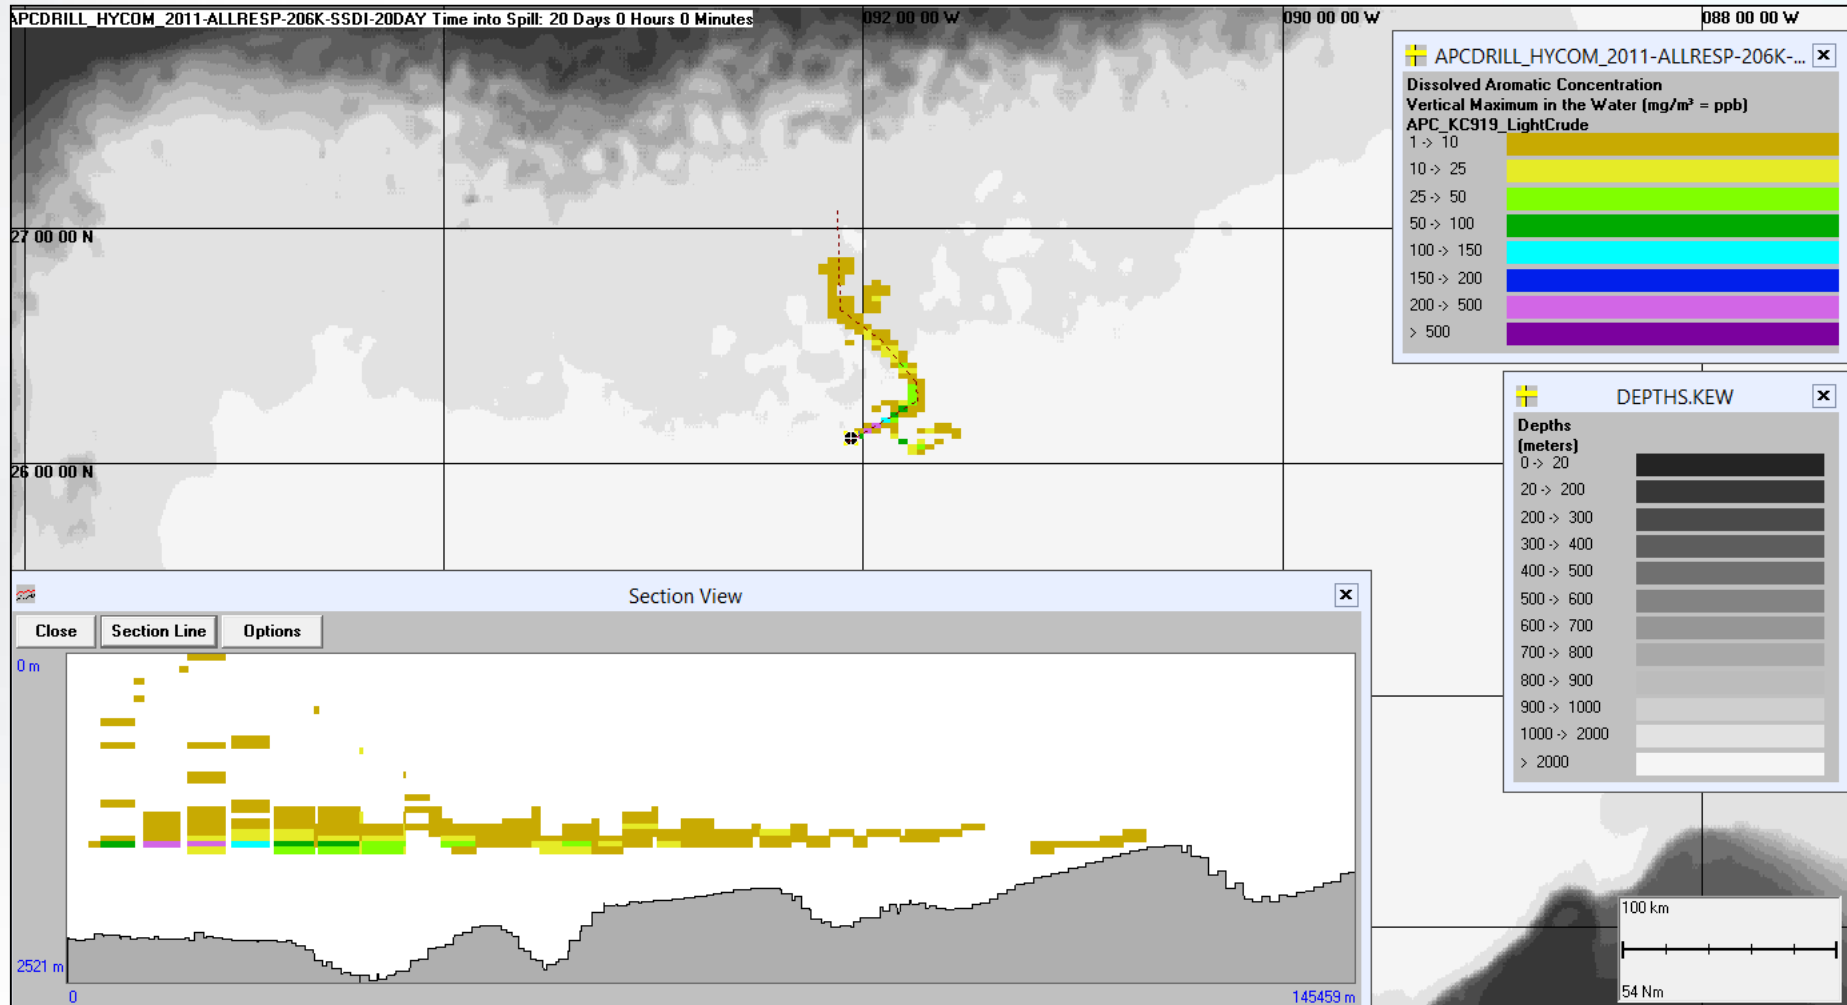 APCDRILL_HYCOM_2011-ALLRESP-206K-SSDI-20DAY Time into Spill: 20 Days 0 Hours 0 Minutes
092 00 00 W
090 00 00 W
088 00 00 W
27 00 00 N
26 00 00 N
APCDRILL_HYCOM_2011-ALLRESP-206K-...
Dissolved Aromatic Concentration
Vertical Maximum in the Water (mg/m³ = ppb)
APC_KC919_LightCrude
1 -> 10
10 -> 25
25 -> 50
50 -> 100
100 -> 150
150 -> 200
200 -> 500
> 500
DEPTHS.KEW
Depths
(meters)
0 -> 20
20 -> 200
200 -> 300
300 -> 400
400 -> 500
500 -> 600
600 -> 700
700 -> 800
800 -> 900
900 -> 1000
1000 -> 2000
> 2000
Section View
Close Section Line Options
0 m
2521 m
0 145459 m
100 km
54 Nm